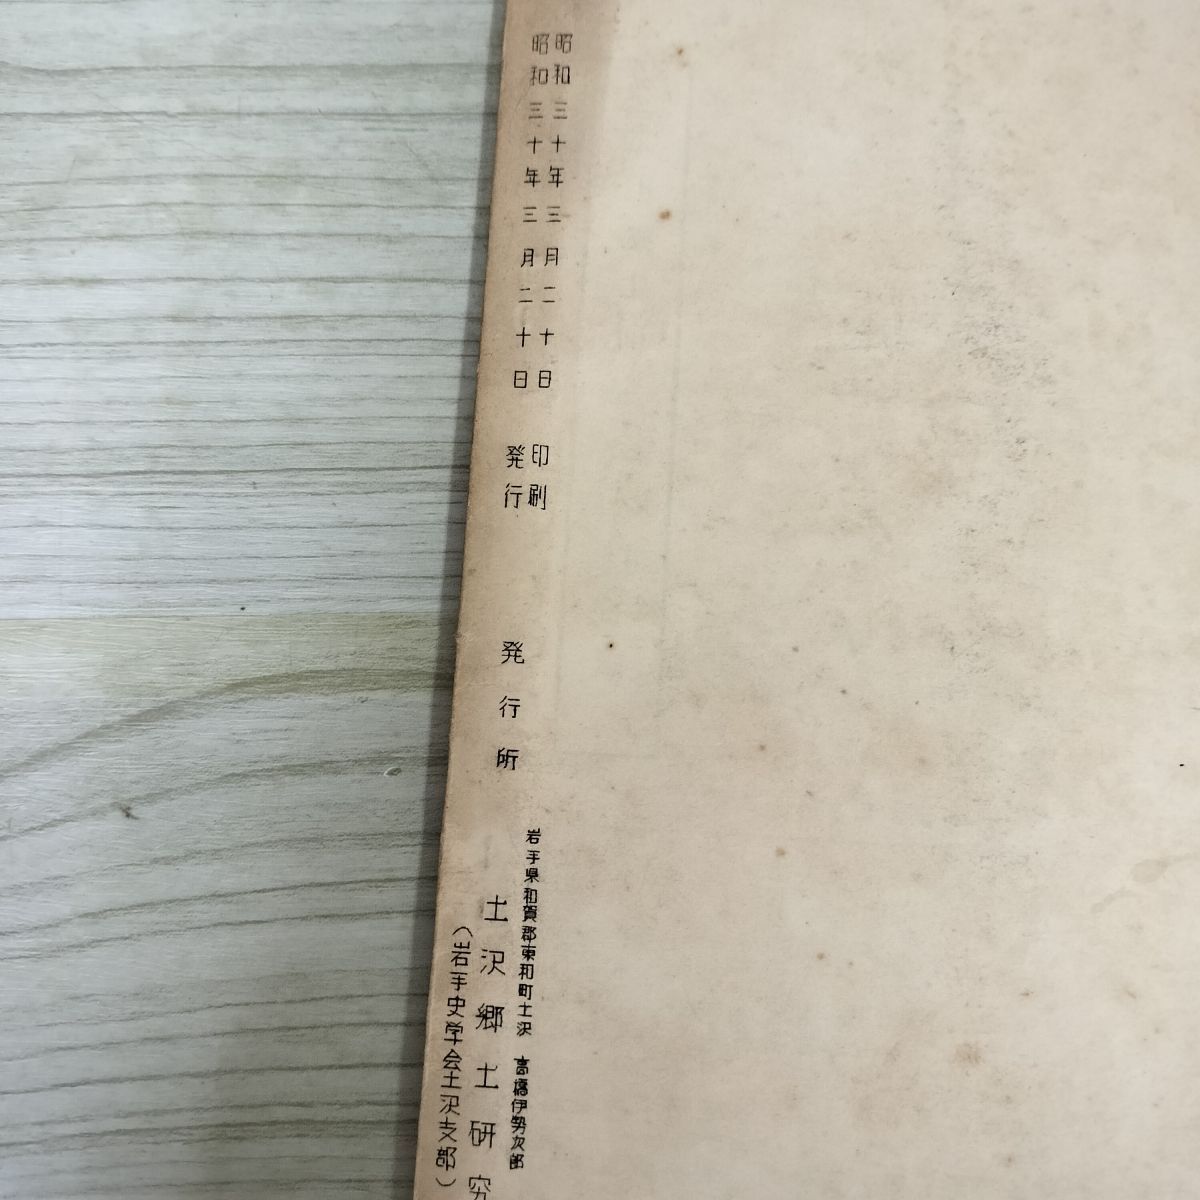 昭和三十年三月二十日 印刷
昭和三十年三月二十日 発行
発行所
岩手県和賀郡東和町土沢 高橋伊勢次郎
土沢郷土研究
(岩手史学会土沢支部)